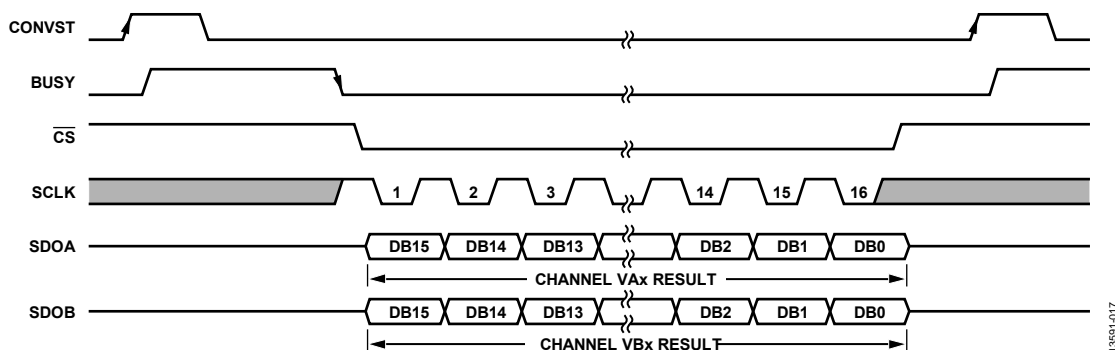 CONVST
BUSY
CS
SCLK 1 2 3 14 15 16
SDOA DB15 DB14 DB13 DB2 DB1 DB0
CHANNEL VAx RESULT
SDOB DB15 DB14 DB13 DB2 DB1 DB0
CHANNEL VBx RESULT
13591-017